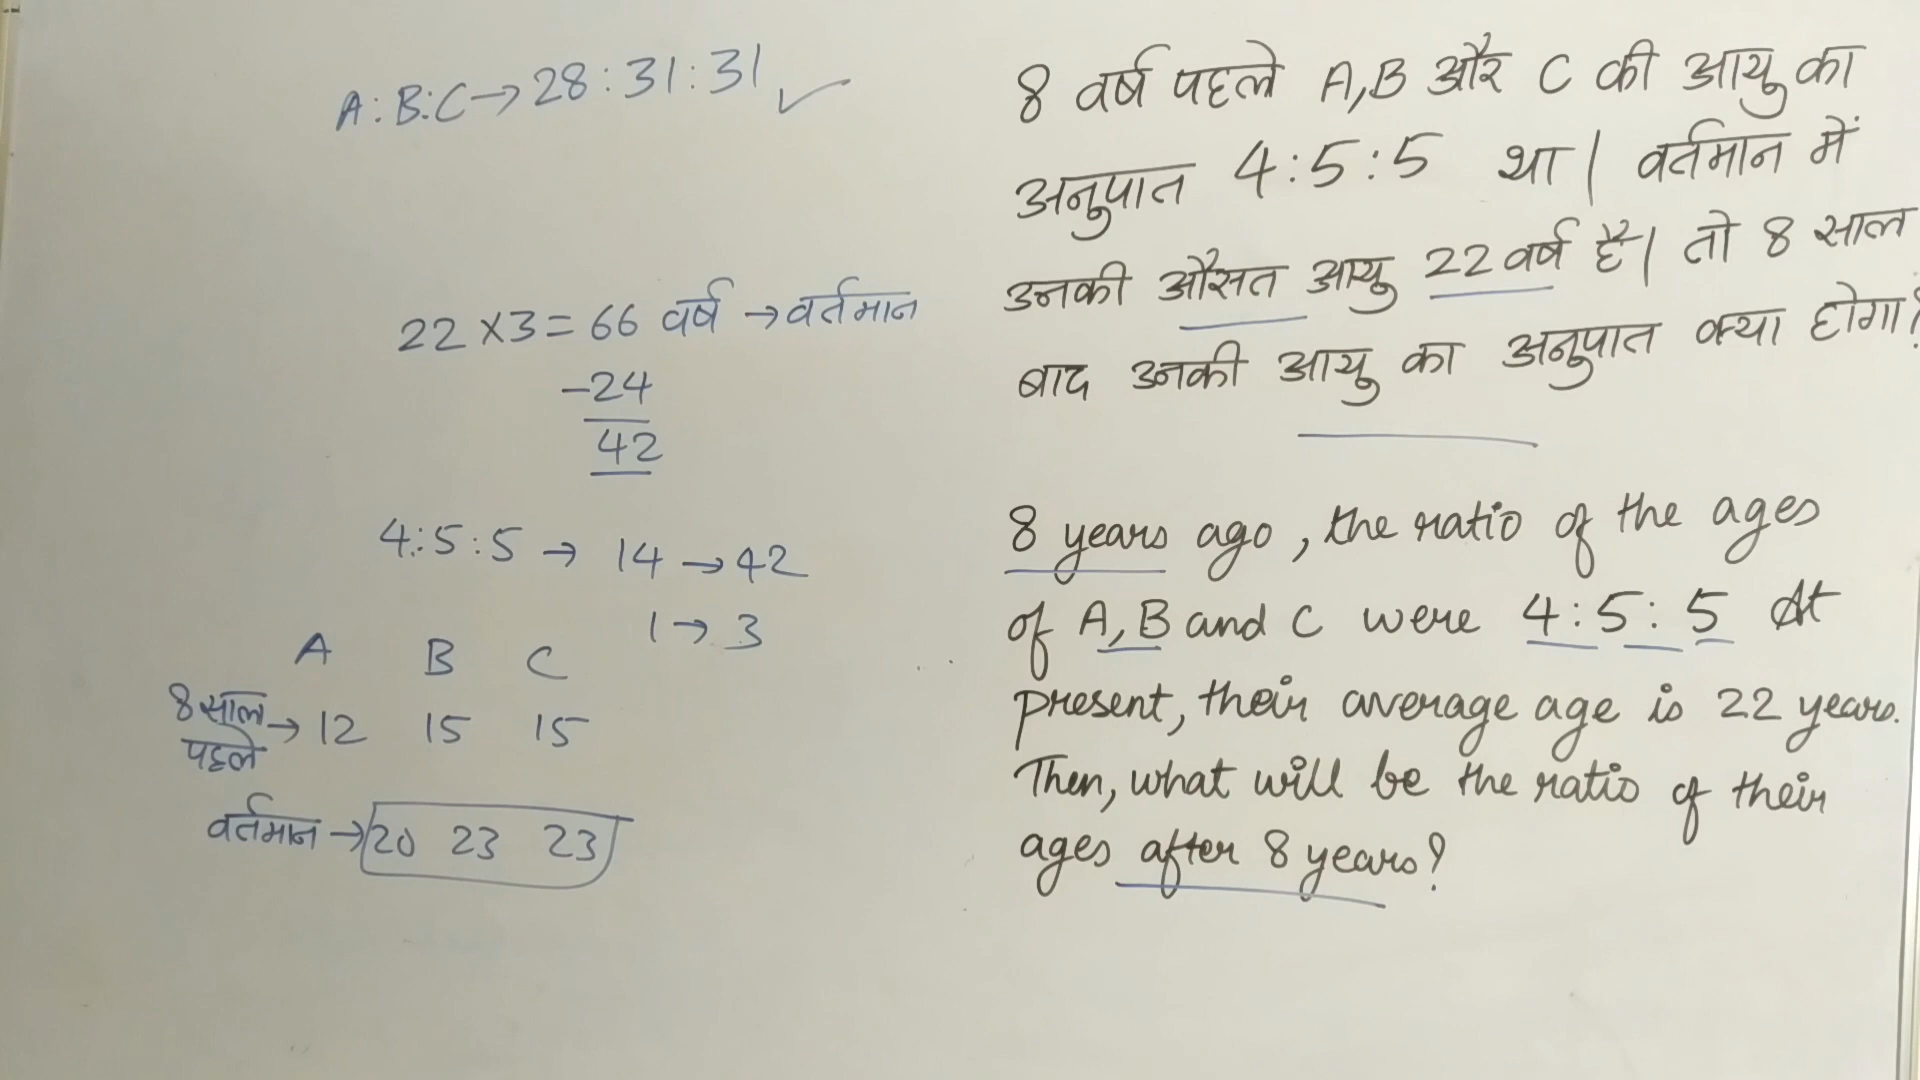 A:B:C→28:31:31 ✓
22×3=66 वर्ष →वर्तमान
-24
42
4:5:5 → 14 →42
1→ 3
A B C
8 साल पहले → 12 15 15
वर्तमान → 20 23 23
8 वर्ष पहले A,B और C की आयु का
अनुपात 4:5:5 था | वर्तमान में
उनकी औसत आयु 22 वर्ष है| तो 8 साल
बाद उनकी आयु का अनुपात क्या होगा?
8 years ago, the ratio of the ages
of A, B and C were 4:5:5 At
present, their average age is 22 years.
Then, what will be the ratio of their
ages after 8 years?